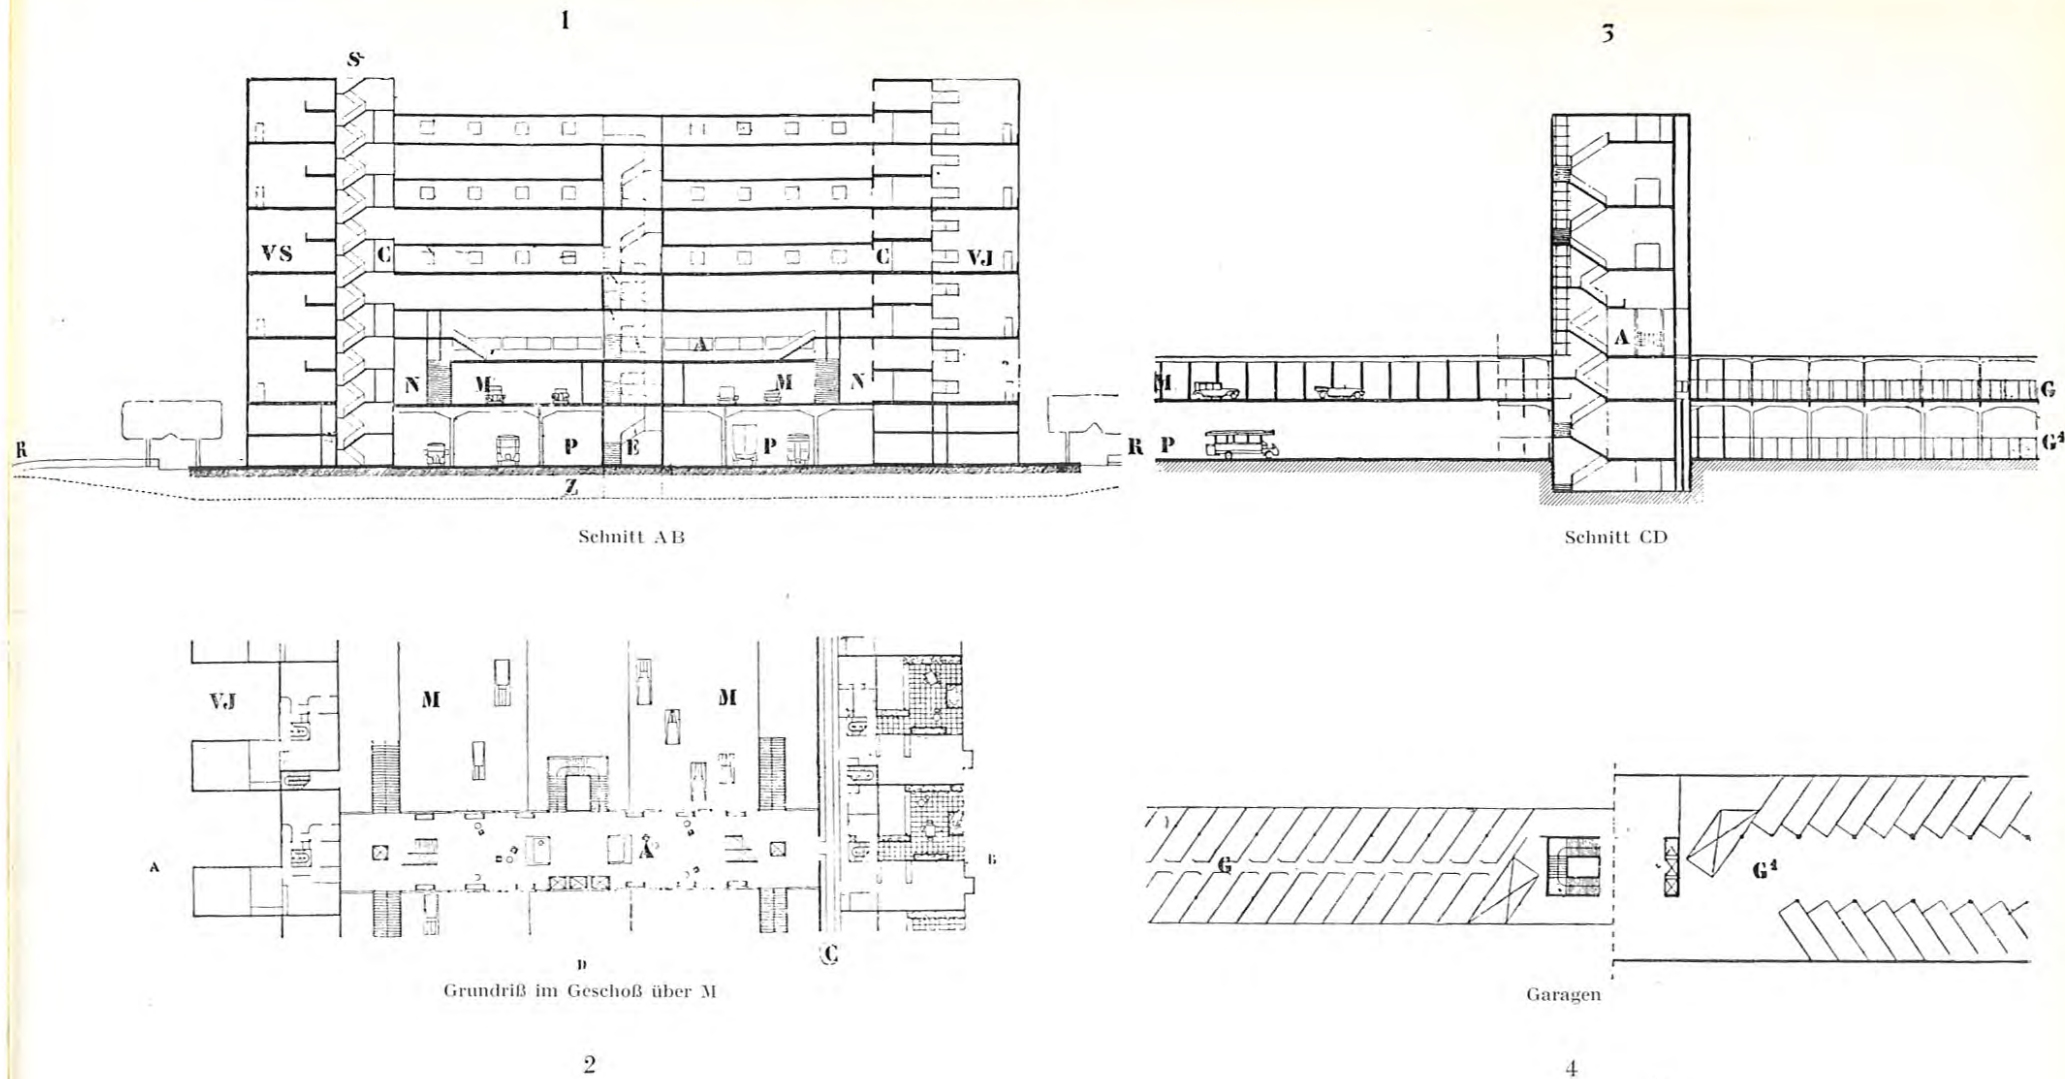 1
S
VS
C
C
VJ
A
N
M
M
N
R
P
E
P
R
Z
Schnitt AB
3
A
M
G
P
G¹
Schnitt CD
VJ
M
M
A
A
B
D
C
Grundriß im Geschoß über M
2
G
G¹
Garagen
4